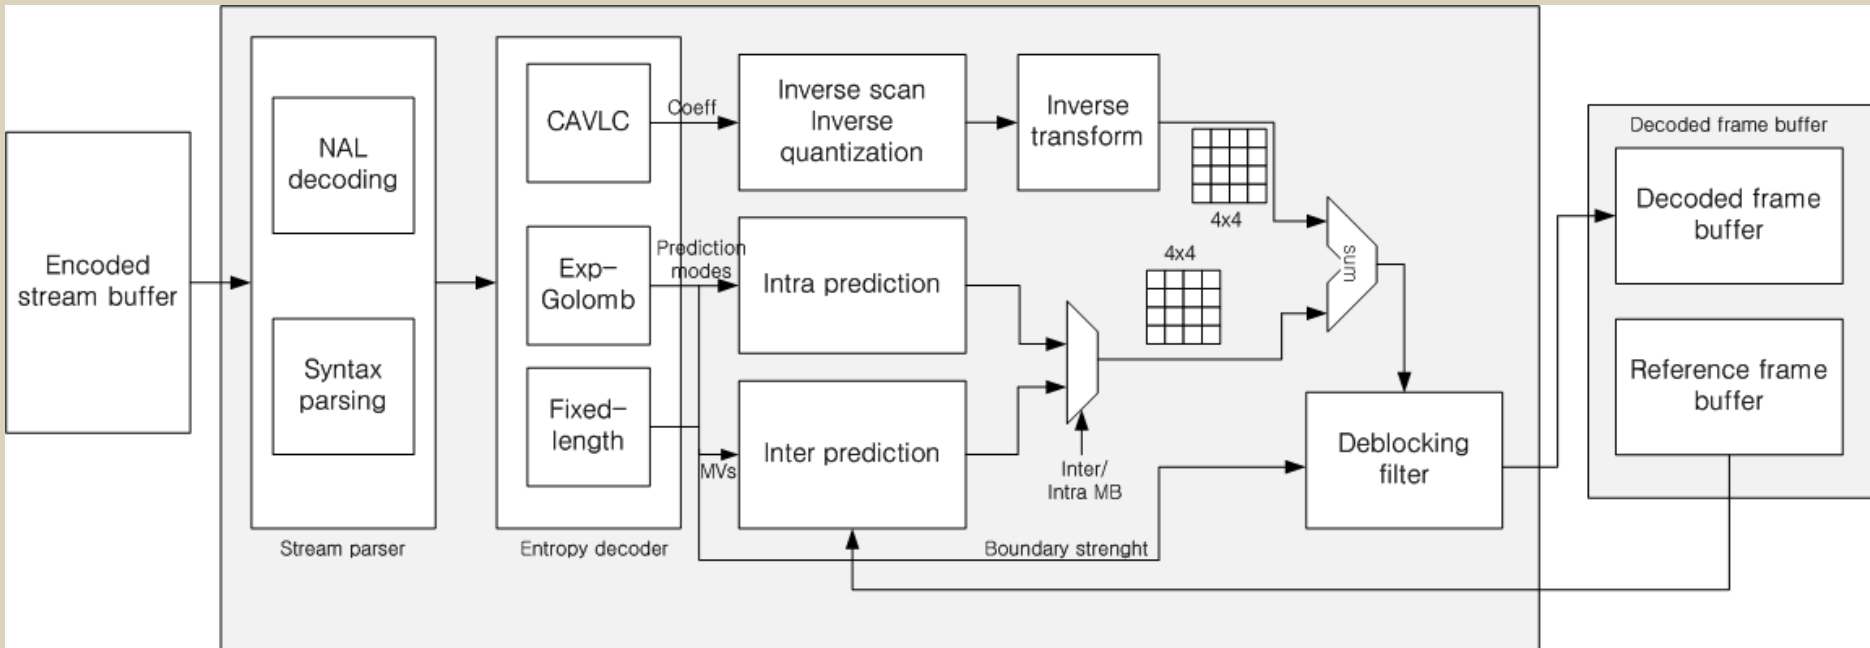 Encoded
stream buffer
NAL
decoding
Syntax
parsing
Stream parser
CAVLC
Exp-
Golomb
Fixed-
length
Entropy decoder
Coeff
Prediction
modes
MVs
Inverse scan
Inverse
quantization
Inverse
transform
4x4
Intra prediction
4x4
Inter prediction
Inter/
Intra MB
sum
Boundary strenght
Deblocking
filter
Decoded frame buffer
Decoded frame
buffer
Reference frame
buffer